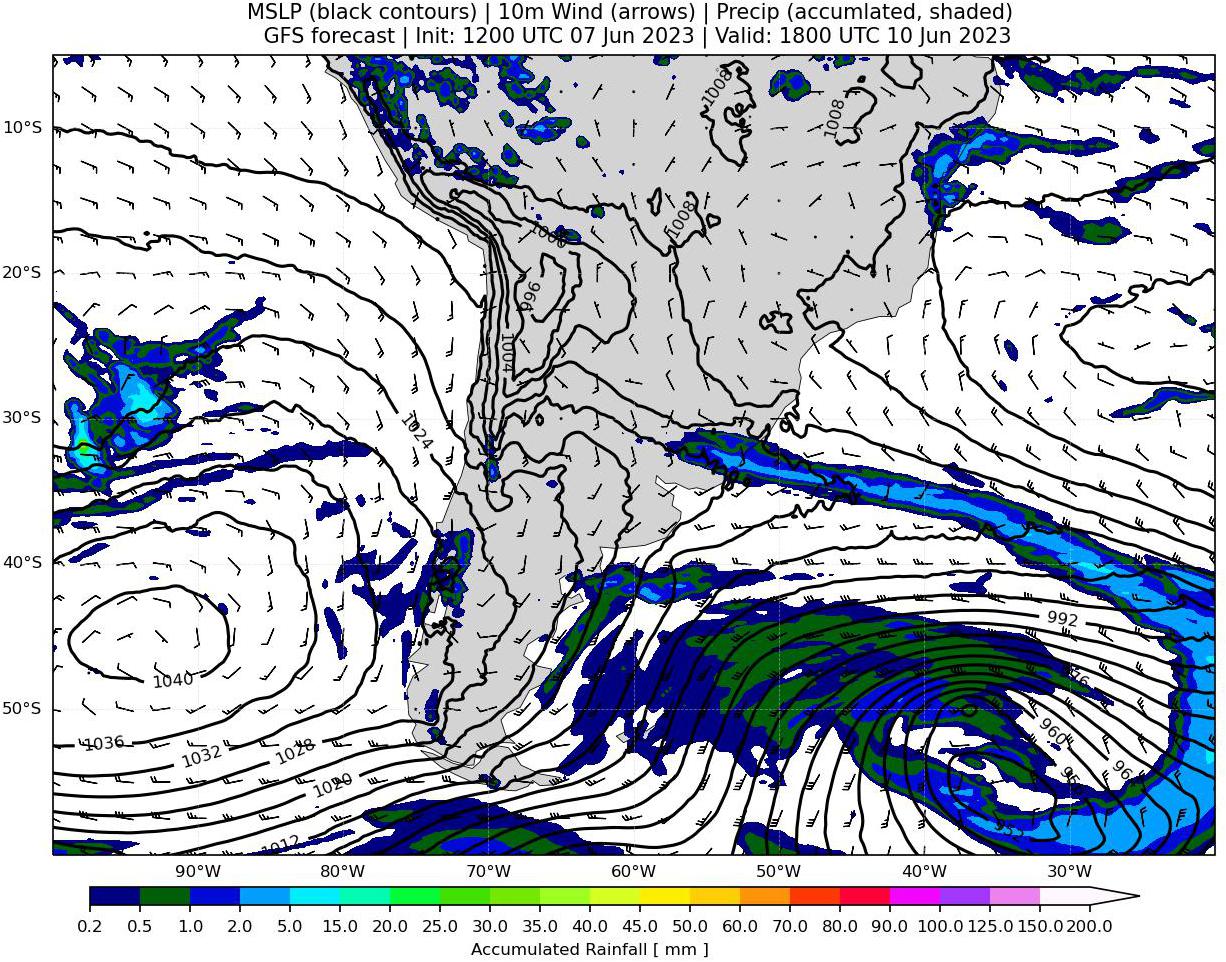 MSLP (black contours) | 10m Wind (arrows) | Precip (accumlated, shaded)
GFS forecast | Init: 1200 UTC 07 Jun 2023 | Valid: 1800 UTC 10 Jun 2023
1008
1008
10°S
1008
1000
996
20°S
1004
1024
30°S
40°S
992
976
1040
50°S
960
1036
1032
1028
1020
1012
952
90°W 80°W 70°W 60°W 50°W 40°W 30°W
0.2 0.5 1.0 2.0 5.0 10.0 15.0 20.0 25.0 30.0 35.0 40.0 45.0 50.0 60.0 70.0 80.0 90.0 100.0 125.0 150.0 200.0
Accumulated Rainfall [ mm ]